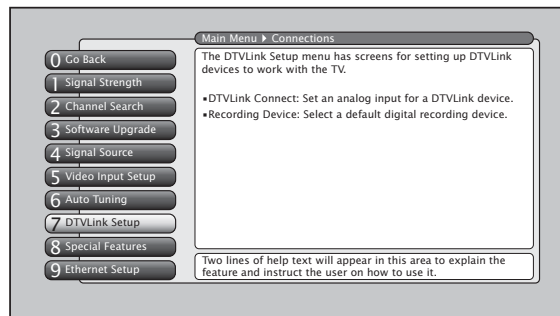 Main Menu ▶ Connections
0 Go Back
1 Signal Strength
2 Channel Search
3 Software Upgrade
4 Signal Source
5 Video Input Setup
6 Auto Tuning
7 DTVLink Setup
8 Special Features
9 Ethernet Setup
The DTVLink Setup menu has screens for setting up DTVLink
devices to work with the TV.
▪DTVLink Connect: Set an analog input for a DTVLink device.
▪Recording Device: Select a default digital recording device.
Two lines of help text will appear in this area to explain the
feature and instruct the user on how to use it.